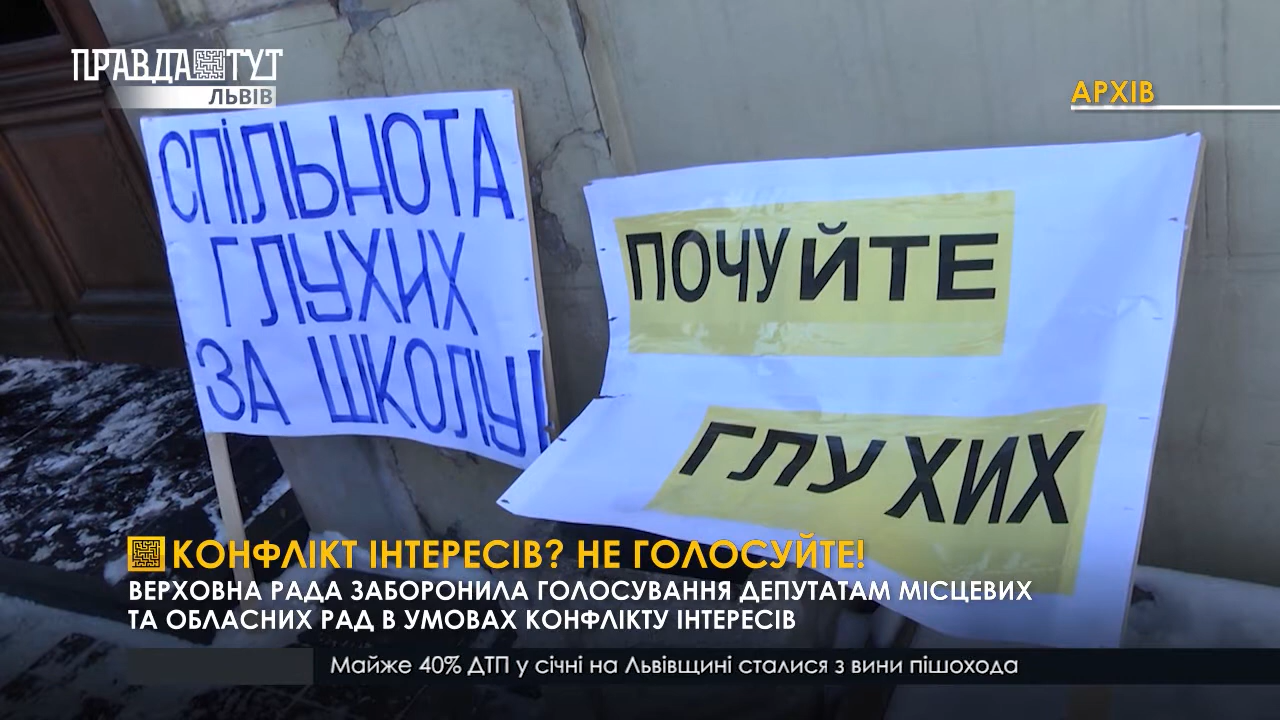 ПРАВДА ТУТ
ЛЬВІВ
АРХІВ
СПІЛЬНОТА
ГЛУХИХ
ЗА ШКОЛУ!
ПОЧУЙТЕ
ГЛУХИХ
КОНФЛІКТ ІНТЕРЕСІВ? НЕ ГОЛОСУЙТЕ!
ВЕРХОВНА РАДА ЗАБОРОНИЛА ГОЛОСУВАННЯ ДЕПУТАТАМ МІСЦЕВИХ
ТА ОБЛАСНИХ РАД В УМОВАХ КОНФЛІКТУ ІНТЕРЕСІВ
Майже 40% ДТП у січні на Львівщині сталися з вини пішохода